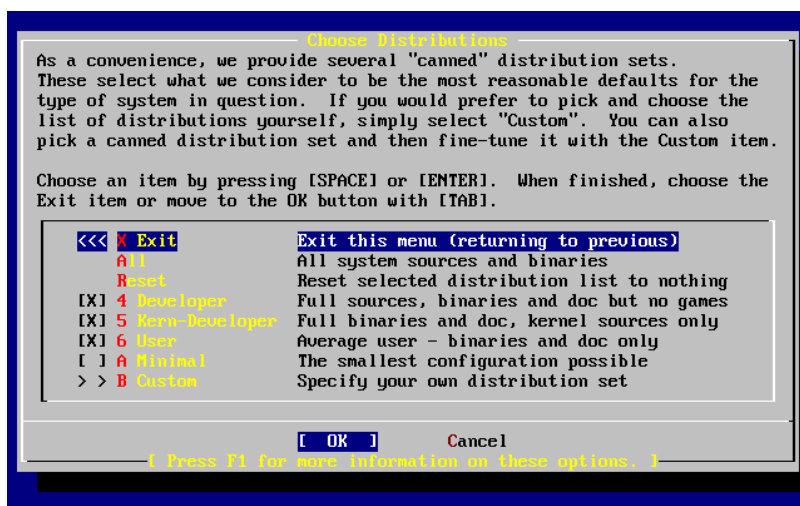 Choose Distributions
As a convenience, we provide several "canned" distribution sets.
These select what we consider to be the most reasonable defaults for the
type of system in question.  If you would prefer to pick and choose the
list of distributions yourself, simply select "Custom".  You can also
pick a canned distribution set and then fine-tune it with the Custom item.
Choose an item by pressing [SPACE] or [ENTER].  When finished, choose the
Exit item or move to the OK button with [TAB].
<<< X Exit Exit this menu (returning to previous)
All All system sources and binaries
Reset Reset selected distribution list to nothing
[X] 4 Developer Full sources, binaries and doc but no games
[X] 5 Kern-Developer Full binaries and doc, kernel sources only
[X] 6 User Average user - binaries and doc only
[ ] A Minimal The smallest configuration possible
> > B Custom Specify your own distribution set
[ OK ] Cancel
[ Press F1 for more information on these options. ]